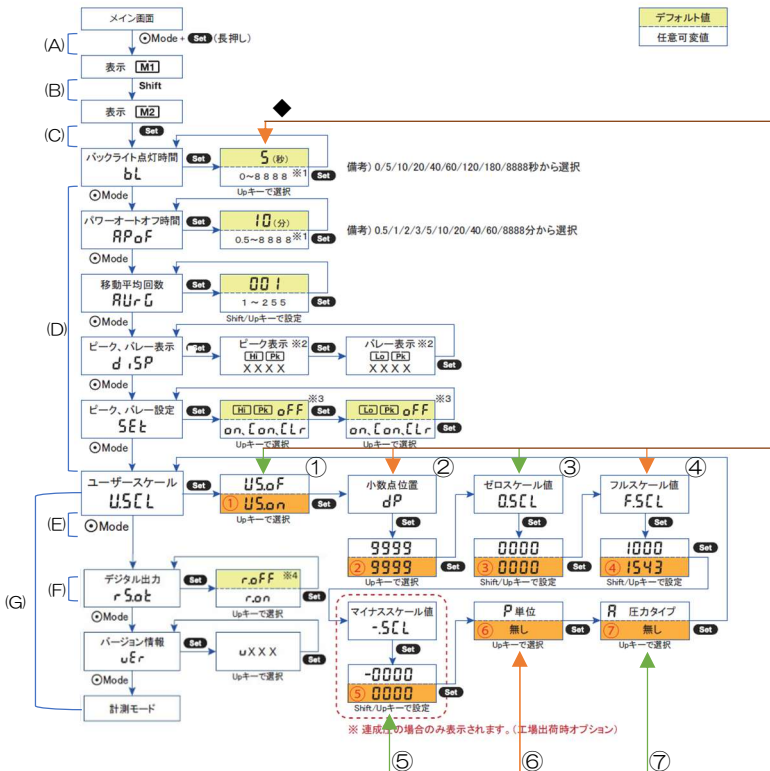 メイン画面
デフォルト値
任意可変値
(A)
⊙Mode + Set (長押し)
表示 M1
(B)
Shift
表示 M2
(C)
Set
◆
バックライト点灯時間
bL
Set
5 (秒)
0~8888 ※1
Set
Upキーで選択
備考) 0/5/10/20/40/60/120/180/8888秒から選択
⊙Mode
(D)
パワーオートオフ時間
APoF
Set
10 (分)
0.5~8888 ※1
Set
Upキーで選択
備考) 0.5/1/2/3/5/10/20/40/60/8888分から選択
⊙Mode
移動平均回数
AUrG
Set
001
1~255
Set
Shift/Upキーで設定
⊙Mode
ピーク、バレー表示
diSP
Set
ピーク表示 ※2
Hi Pk
XXXX
Set
バレー表示 ※2
Lo Pk
XXXX
Set
⊙Mode
ピーク、バレー設定
SEt
Set
Hi Pk oFF ※3
on, Con, CLr
Upキーで選択
Set
Lo Pk oFF ※3
on, Con, CLr
Upキーで選択
Set
⊙Mode
ユーザースケール
U.SCL
Set
①
US.oF
① US.on
Upキーで選択
Set
②
小数点位置
dP
Set
9999
② 9999
Set
Upキーで選択
③
ゼロスケール値
0.SCL
Set
0000
③ 0000
Set
Shift/Upキーで設定
④
フルスケール値
F.SCL
Set
1000
④ 1543
Set
Shift/Upキーで設定
(E)
⊙Mode
(F)
(G)
デジタル出力
rS.ot
Set
r.oFF ※4
r.on
Set
Upキーで選択
⊙Mode
バージョン情報
uEr
Set
uXXX
Set
Upキーで選択
⊙Mode
計測モード
マイナススケール値
-.SCL
Set
-0000
⑤ 0000
Set
Shift/Upキーで設定
P 単位
⑥ 無し
Set
Upキーで選択
A 圧力タイプ
⑦ 無し
Set
Upキーで選択
※ 連成圧の場合のみ表示されます。(工場出荷時オプション)
⑤
⑥
⑦